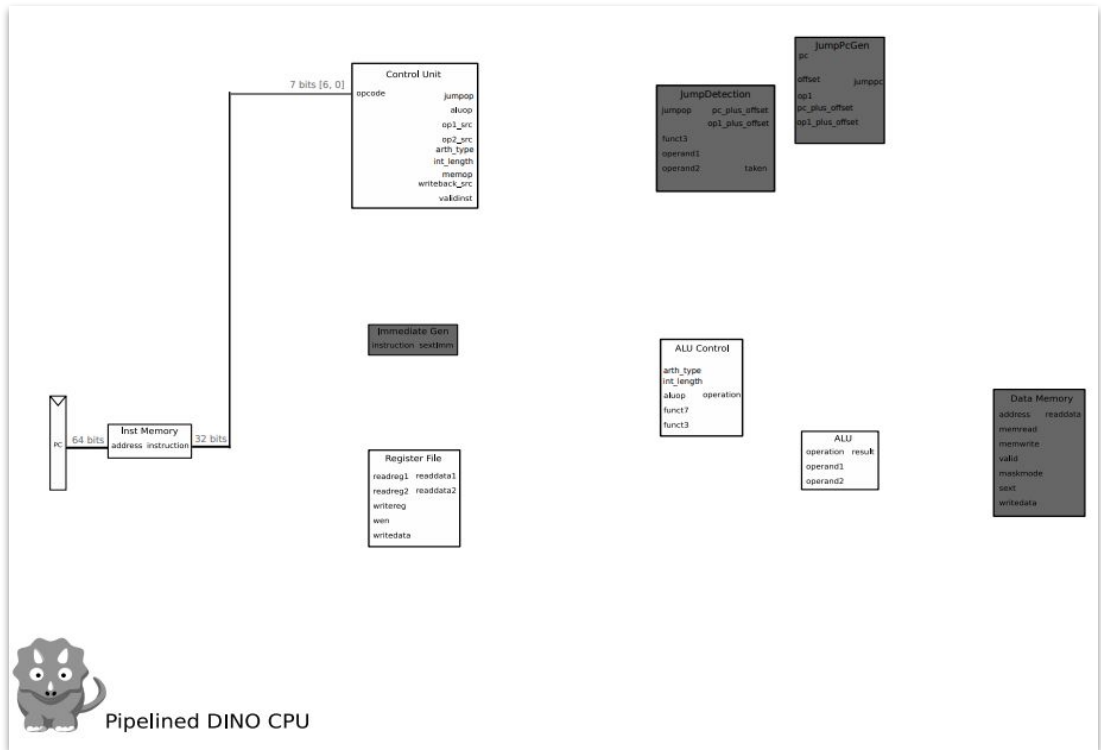 7 bits [6, 0]
Control Unit
opcode
jumpop
aluop
op1_src
op2_src
arth_type
int_length
memop
writeback_src
validinst
JumpDetection
jumpop pc_plus_offset
op1_plus_offset
funct3
operand1
operand2 taken
JumpPcGen
pc
offset jumppc
op1
pc_plus_offset
op1_plus_offset
Immediate Gen
instruction sextImm
PC
64 bits
Inst Memory
address instruction
32 bits
Register File
readreg1 readdata1
readreg2 readdata2
writereg
wen
writedata
ALU Control
arth_type
int_length
aluop operation
funct7
funct3
ALU
operation result
operand1
operand2
Data Memory
address readdata
memread
memwrite
valid
maskmode
sext
writedata
Pipelined DINO CPU